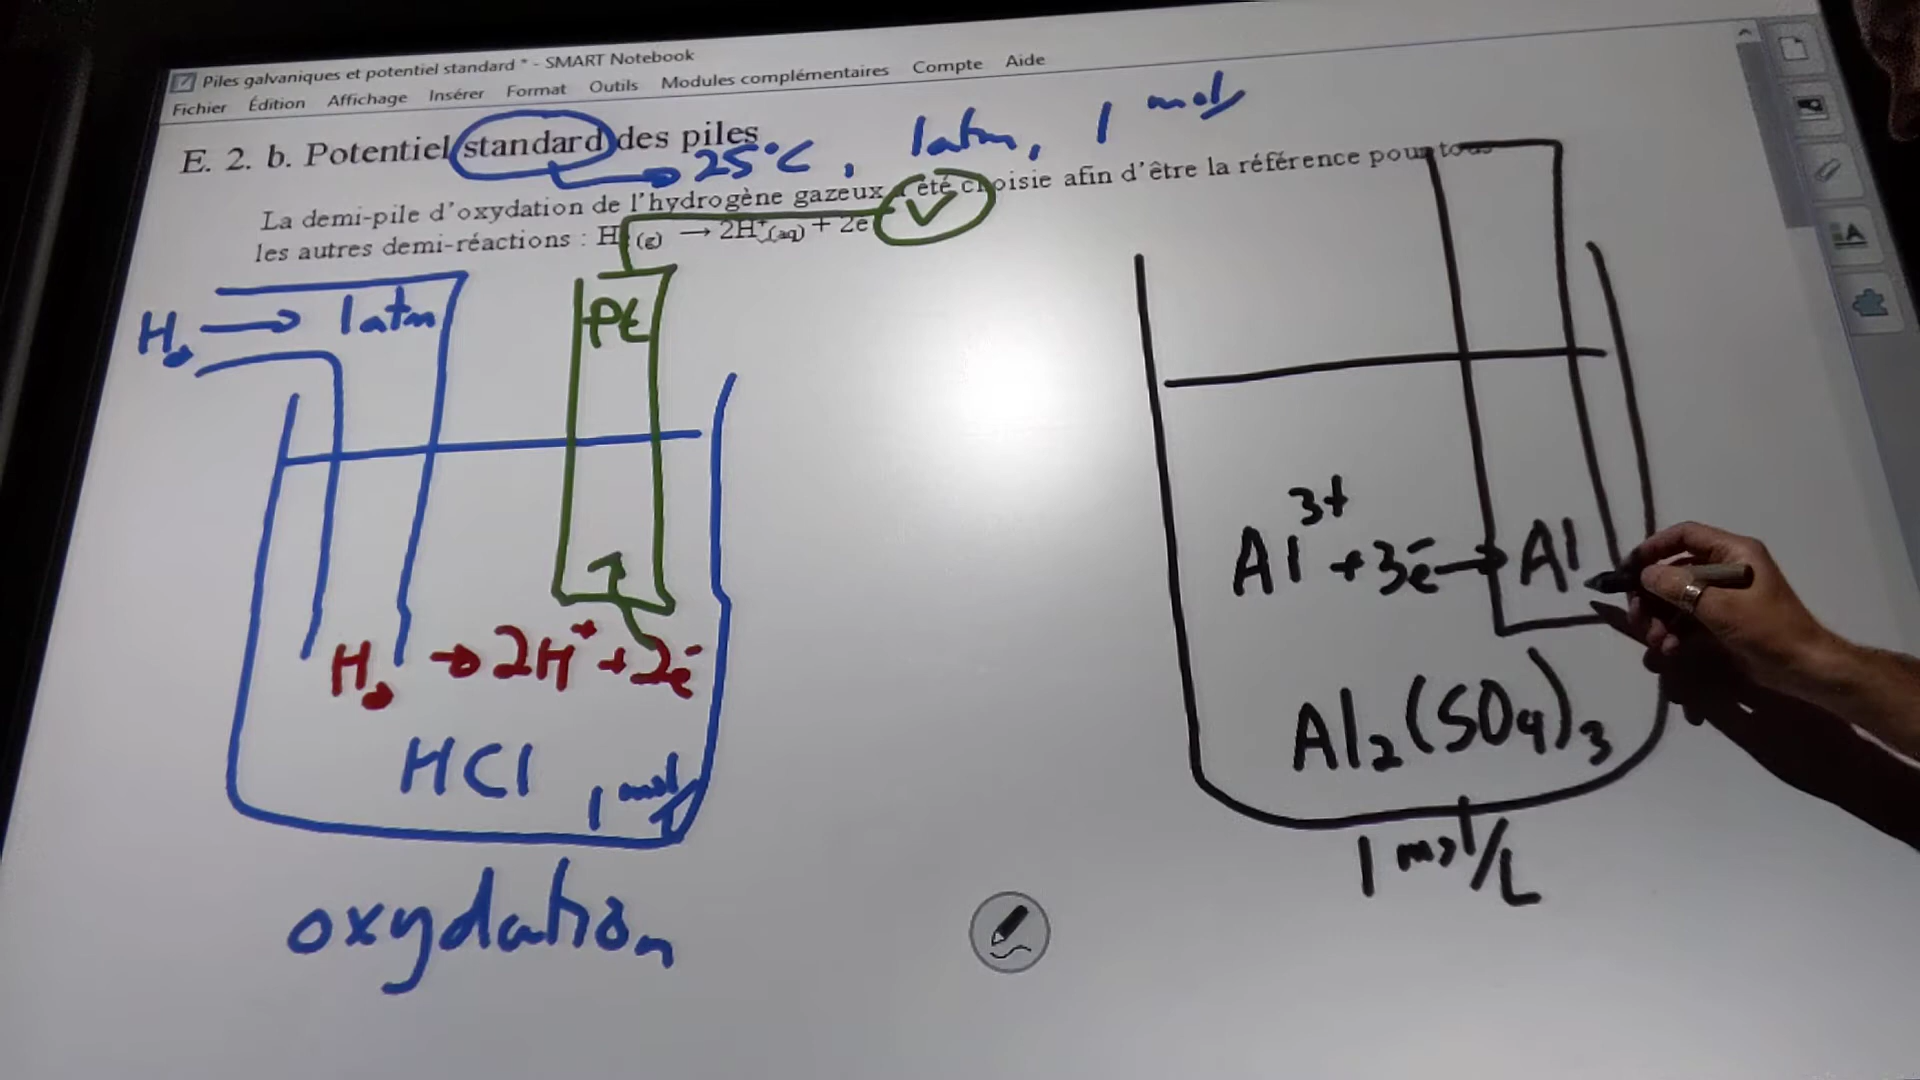 Piles galvaniques et potentiel standard * - SMART Notebook
Fichier Édition Affichage Insérer Format Outils Modules complémentaires Compte Aide
E. 2. b. Potentiel standard des piles
25°C, 1atm, 1 mol
La demi-pile d'oxydation de l'hydrogène gazeux a été choisie afin d'être la référence pour tous
les autres demi-réactions : H (g) → 2H⁺(aq) + 2e
H₂ → 1atm
Pt
Al³⁺ + 3e⁻ → Al
H₂ → 2H⁺ + 2e⁻
Al₂(SO₄)₃
HCl
1 mol
1 mol/L
oxydation